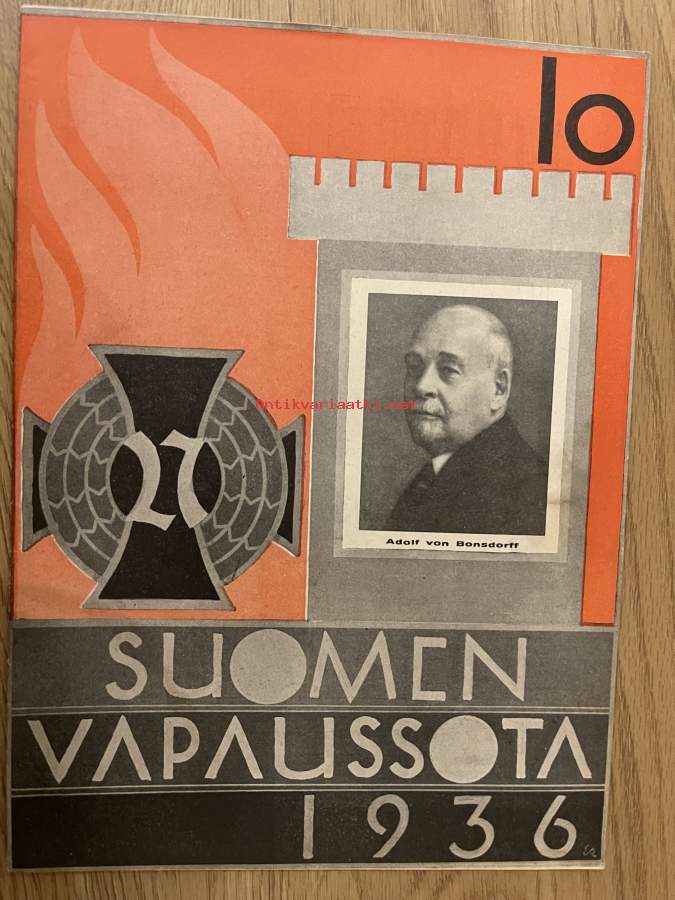 10
Antikvariaatti.net
Adolf von Bonsdorff
SUOMEN
VAPAUSSOTA
1936